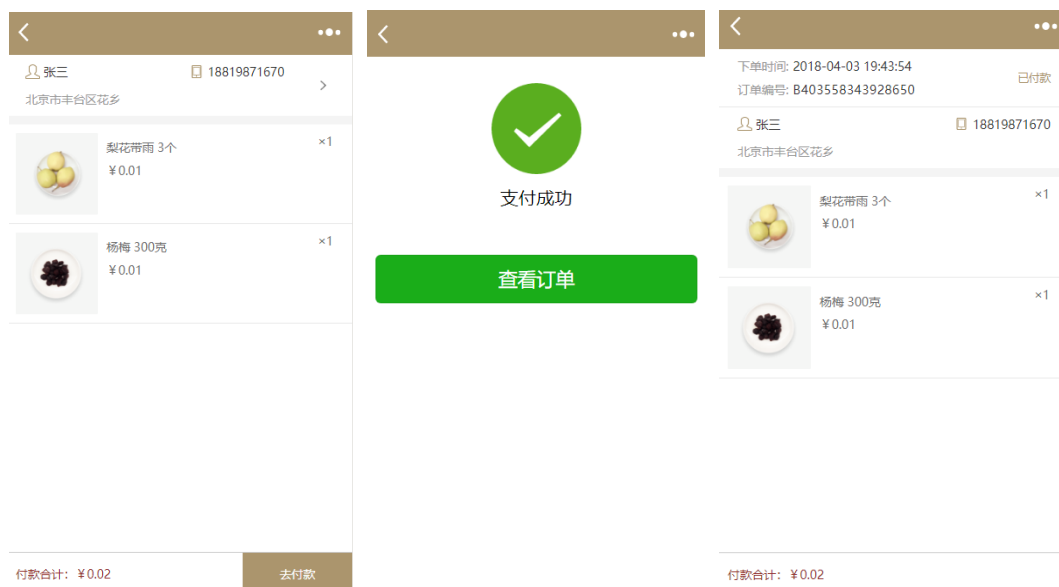 张三 18819871670
北京市丰台区花乡
梨花带雨 3个 ×1
￥0.01
杨梅 300克 ×1
￥0.01
付款合计：￥0.02 去付款
支付成功
查看订单
下单时间: 2018-04-03 19:43:54
已付款
订单编号: B403558343928650
张三 18819871670
北京市丰台区花乡
梨花带雨 3个 ×1
￥0.01
杨梅 300克 ×1
￥0.01
付款合计：￥0.02